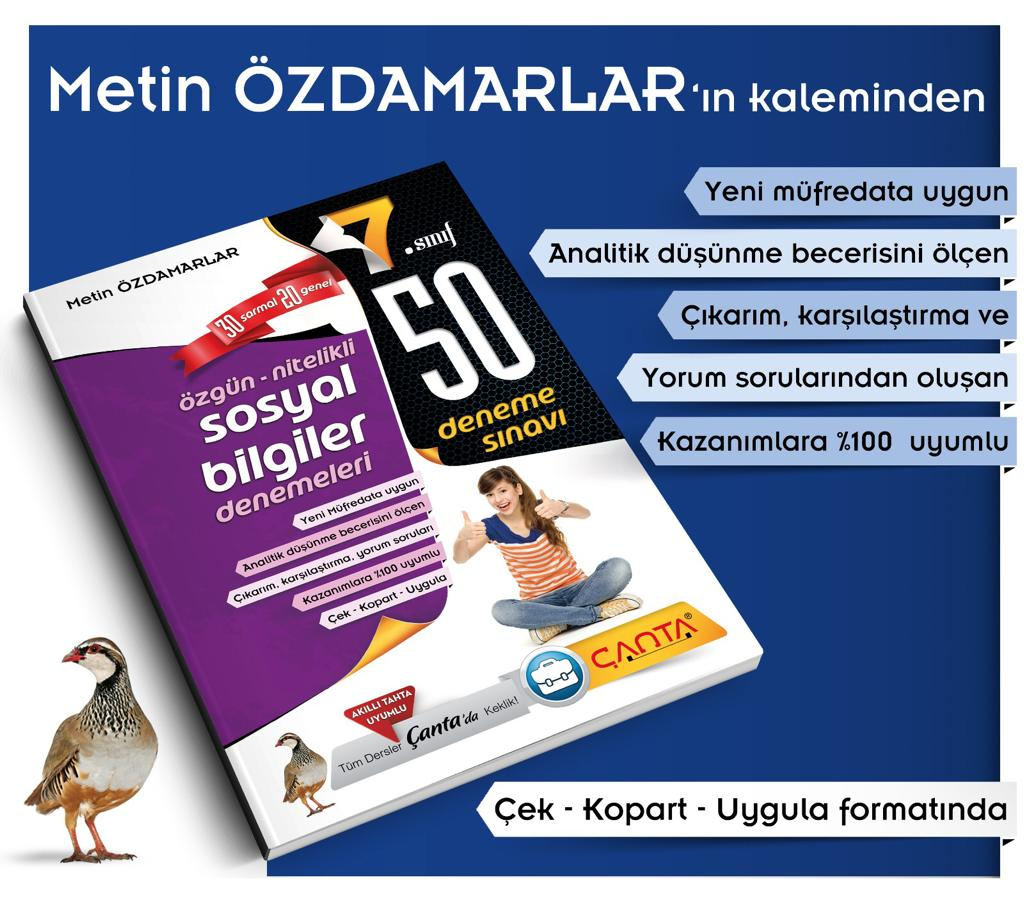 Metin ÖZDAMARLAR 'ın kaleminden
Yeni müfredata uygun
Analitik düşünme becerisini ölçen
Çıkarım, karşılaştırma ve
Yorum sorularından oluşan
Kazanımlara %100 uyumlu
Metin ÖZDAMARLAR
7. sınıf
30 sarmal 20 genel
50
deneme
sınavı
özgün - nitelikli
sosyal
bilgiler
denemeleri
Yeni Müfredata uygun
Analitik düşünme becerisini ölçen
Çıkarım, karşılaştırma, yorum soruları
Kazanımlara %100 uyumlu
Çek - Kopart - Uygula
ÇANTA®
AKILLI TAHTA
UYUMLU
Tüm Dersler Çanta'da Keklik!
Çek - Kopart - Uygula formatında